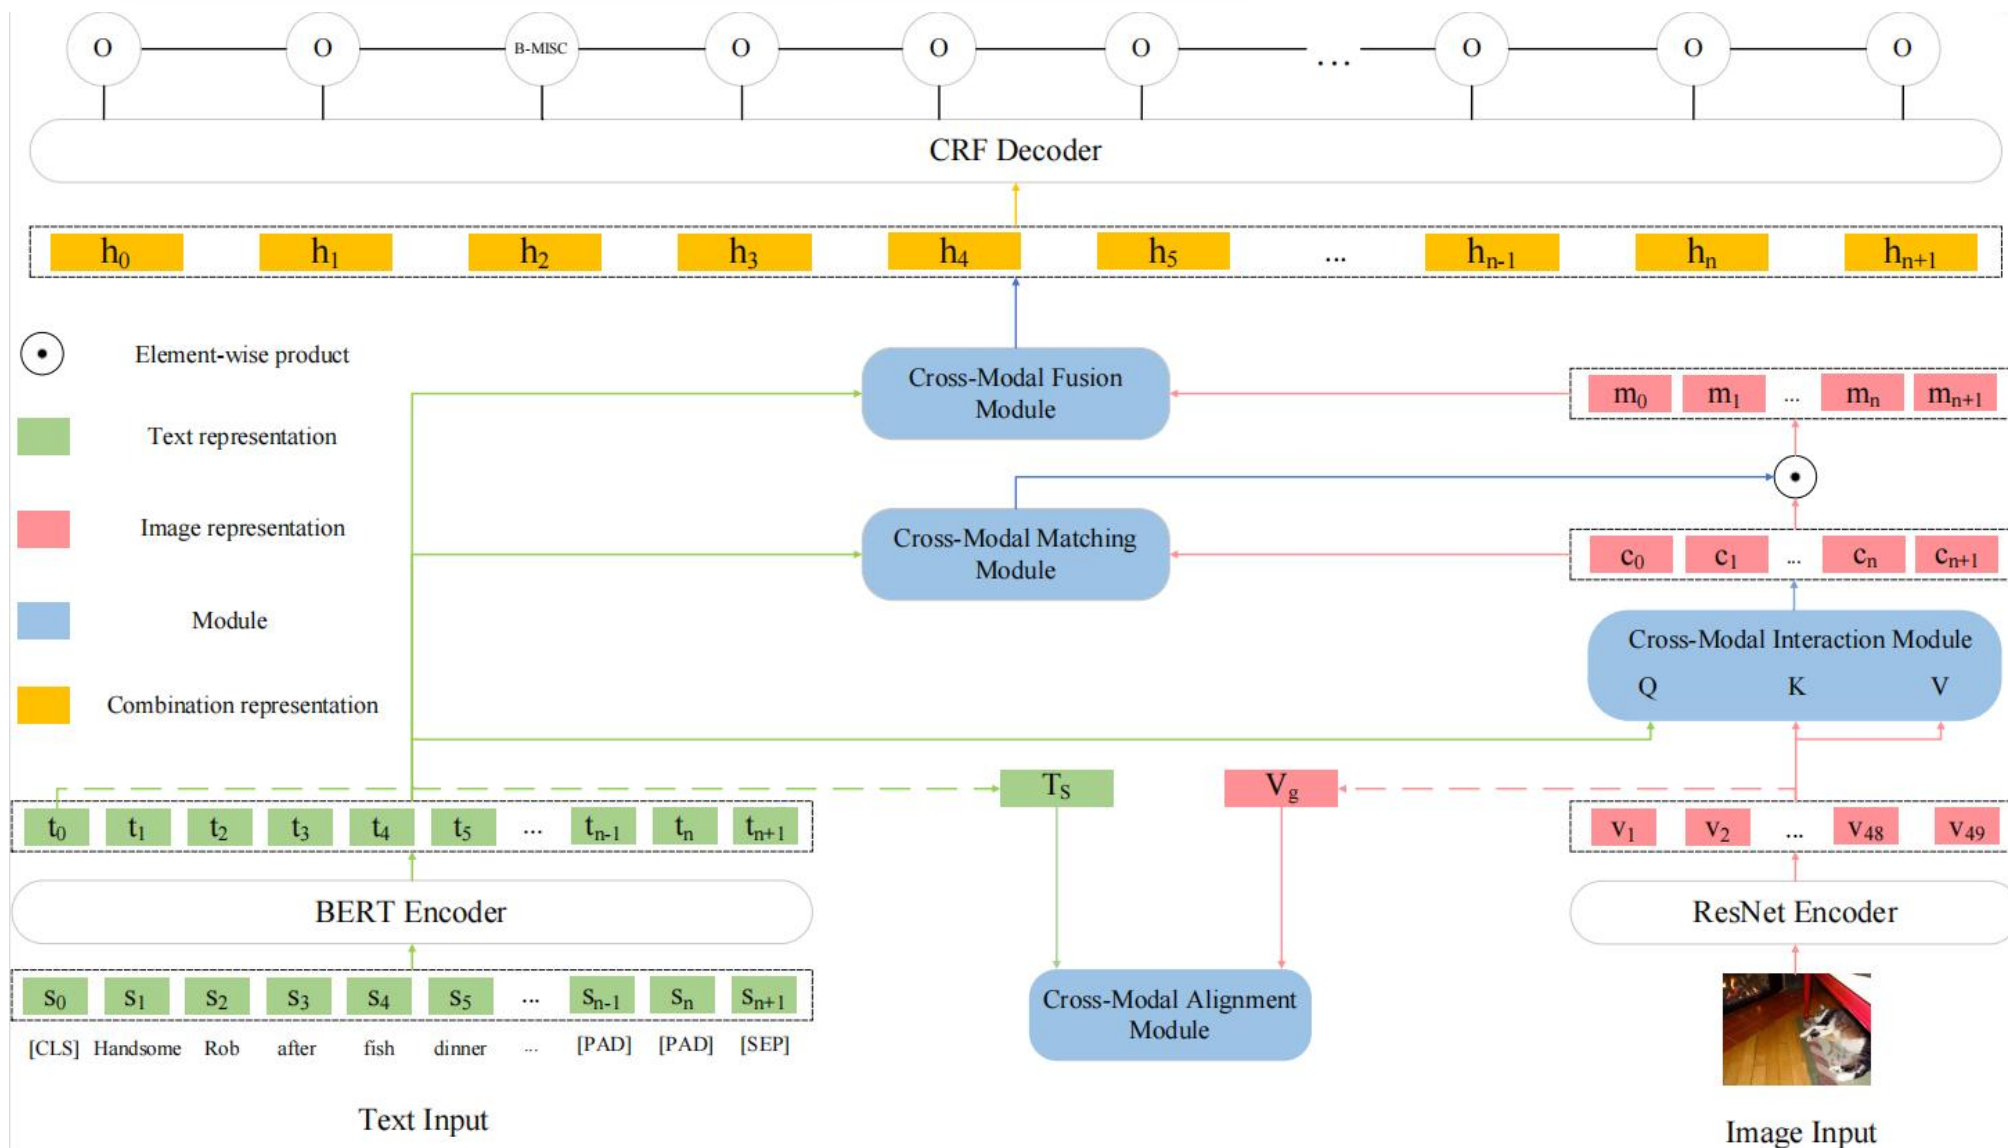 O O B-MISC O O O ... O O O
CRF Decoder
h0 h1 h2 h3 h4 h5 ... hn-1 hn hn+1
Element-wise product
Text representation
Image representation
Module
Combination representation
Cross-Modal Fusion
Module
m0 m1 ... mn mn+1
Cross-Modal Matching
Module
c0 c1 ... cn cn+1
Cross-Modal Interaction Module
Q K V
TS Vg
t0 t1 t2 t3 t4 t5 ... tn-1 tn tn+1
v1 v2 ... v48 v49
BERT Encoder
ResNet Encoder
s0 s1 s2 s3 s4 s5 ... sn-1 sn sn+1
[CLS] Handsome Rob after fish dinner ... [PAD] [PAD] [SEP]
Cross-Modal Alignment
Module
Text Input
Image Input